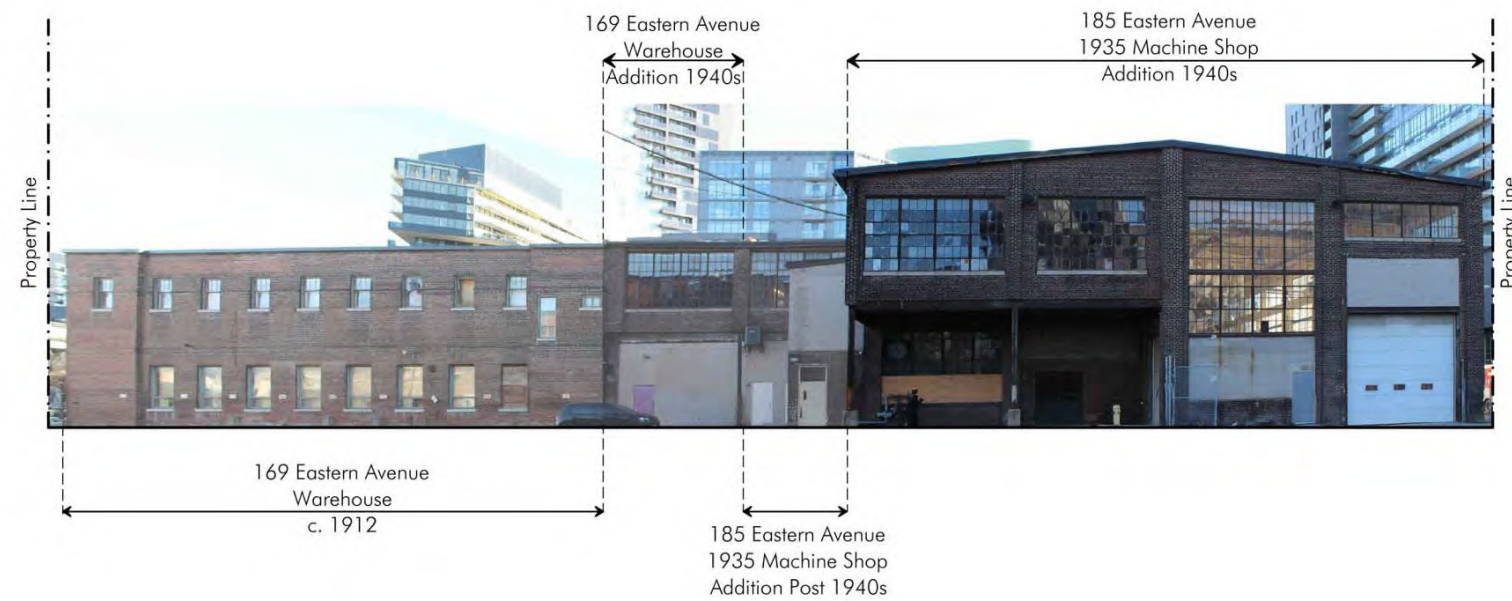 169 Eastern Avenue
Warehouse
Addition 1940s
185 Eastern Avenue
1935 Machine Shop
Addition 1940s
Property Line
Property Line
169 Eastern Avenue
Warehouse
c. 1912
185 Eastern Avenue
1935 Machine Shop
Addition Post 1940s